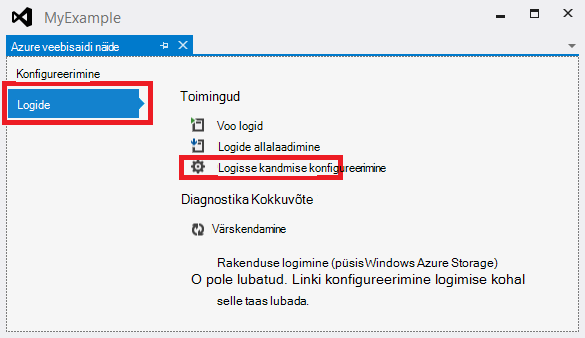 MyExample
Azure veebisaidi näide
Konfigureerimine
Logide
Toimingud
Voo logid
Logide allalaadimine
Logisse kandmise konfigureerimine
Diagnostika Kokkuvõte
Värskendamine
Rakenduse logimine (püsisWindows Azure Storage)
O pole lubatud. Linki konfigureerimine logimise kohal
selle taas lubada.